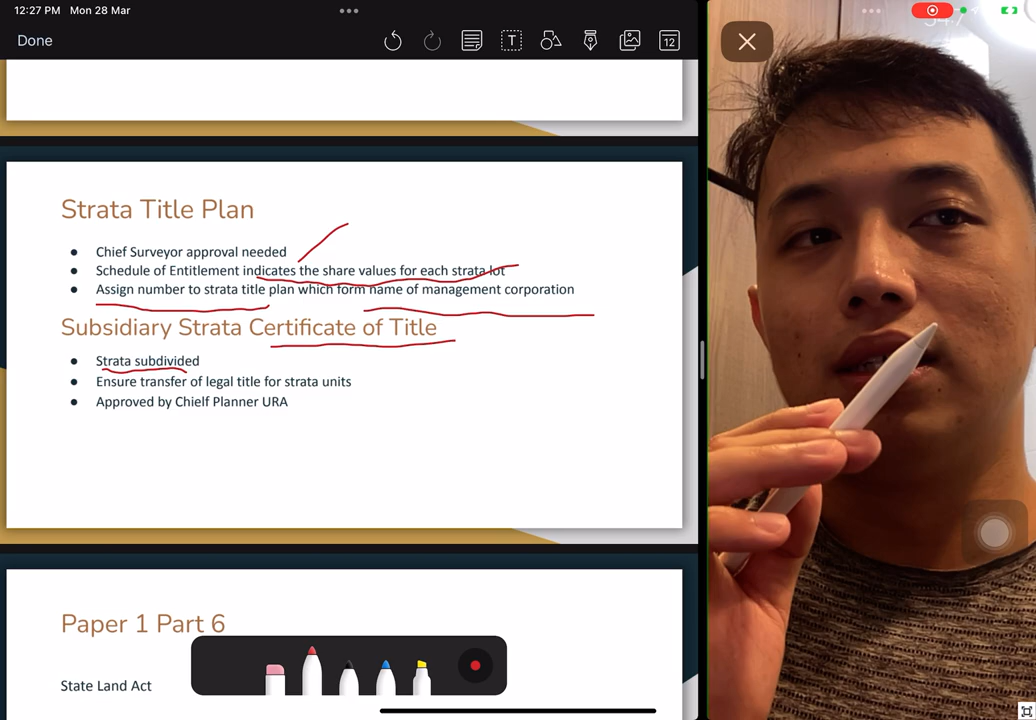 12:27 PM Mon 28 Mar
Done
T
12
Strata Title Plan
● Chief Surveyor approval needed
● Schedule of Entitlement indicates the share values for each strata lot
● Assign number to strata title plan which form name of management corporation
Subsidiary Strata Certificate of Title
● Strata subdivided
● Ensure transfer of legal title for strata units
● Approved by Chielf Planner URA
Paper 1 Part 6
State Land Act